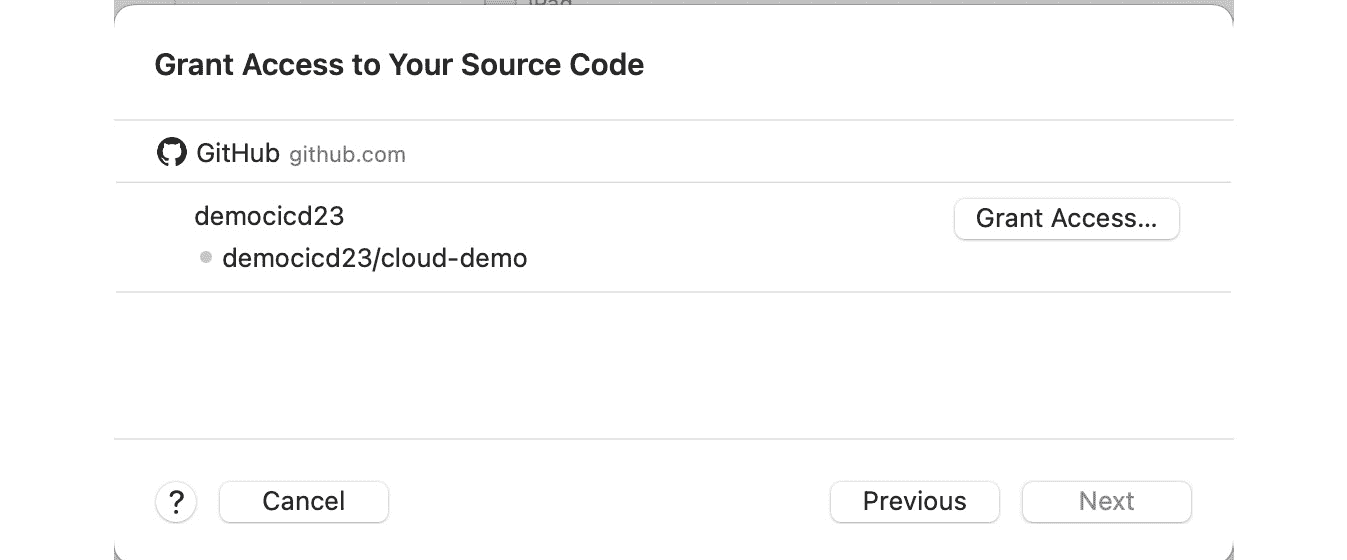 iPad
Grant Access to Your Source Code
GitHub github.com
democicd23
Grant Access...
democicd23/cloud-demo
?
Cancel
Previous
Next